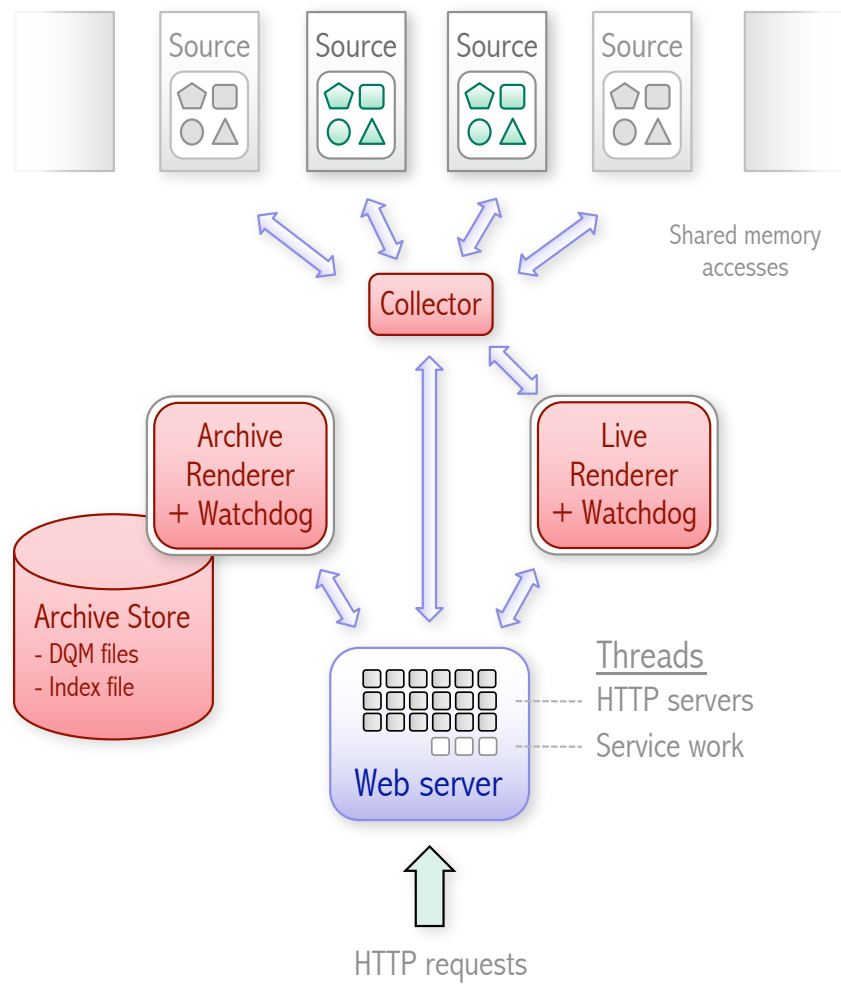 Source
Source
Source
Source
Shared memory
accesses
Collector
Archive
Renderer
+ Watchdog
Live
Renderer
+ Watchdog
Archive Store
- DQM files
- Index file
Threads
HTTP servers
Service work
Web server
HTTP requests